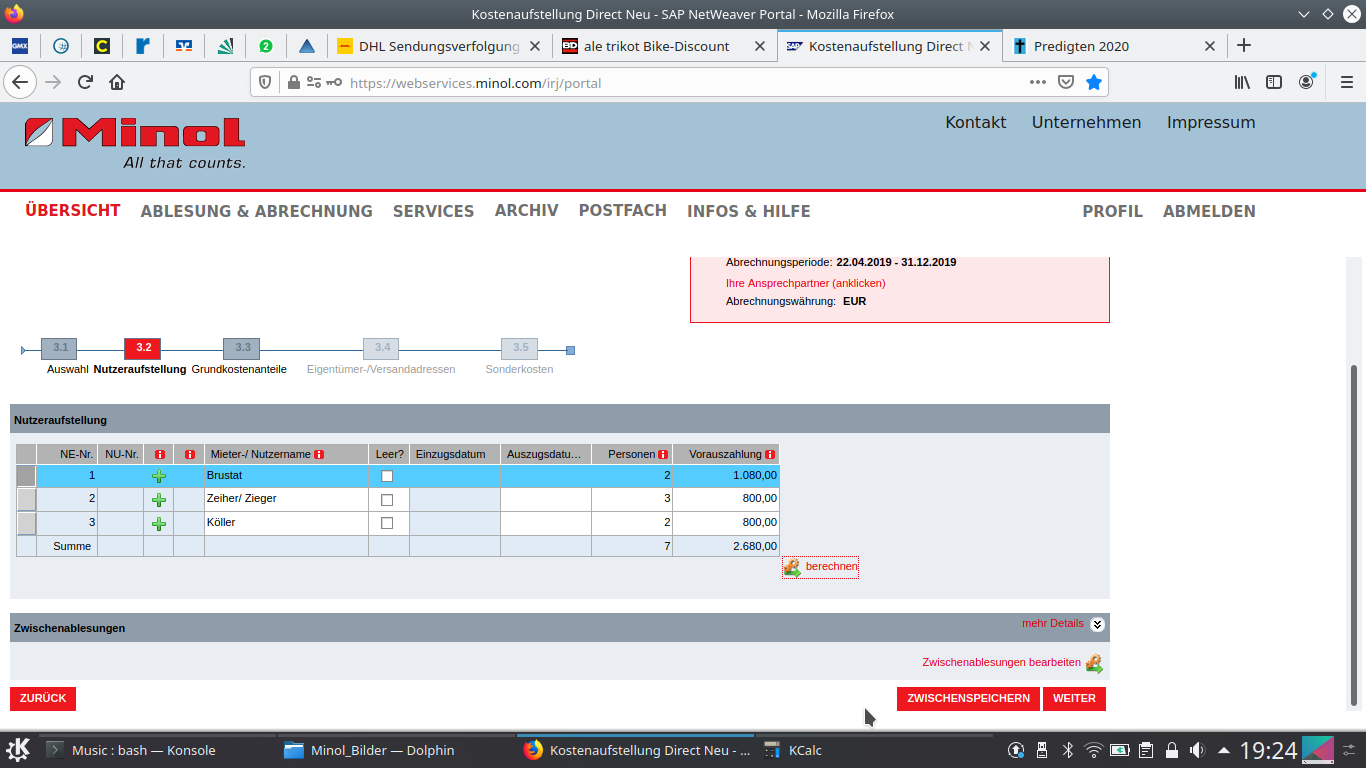 Kostenaufstellung Direct Neu - SAP NetWeaver Portal - Mozilla Firefox
GMX
DHL Sendungsverfolgung
ale trikot Bike-Discount
Kostenaufstellung Direct N
Predigten 2020
https://webservices.minol.com/irj/portal
Minol
All that counts.
Kontakt Unternehmen Impressum
ÜBERSICHT ABLESUNG & ABRECHNUNG SERVICES ARCHIV POSTFACH INFOS & HILFE PROFIL ABMELDEN
Abrechnungsperiode: 22.04.2019 - 31.12.2019
Ihre Ansprechpartner (anklicken)
Abrechnungswährung: EUR
3.1 3.2 3.3 3.4 3.5
Auswahl Nutzeraufstellung Grundkostenanteile Eigentümer-/Versandadressen Sonderkosten
Nutzeraufstellung
NE-Nr. NU-Nr. Mieter-/ Nutzername Leer? Einzugsdatum Auszugsdatu... Personen Vorauszahlung
1 Brustat 2 1.080,00
2 Zeiher/ Zieger 3 800,00
3 Köller 2 800,00
Summe 7 2.680,00
berechnen
Zwischenablesungen mehr Details
Zwischenablesungen bearbeiten
ZURÜCK ZWISCHENSPEICHERN WEITER
Music : bash — Konsole Minol_Bilder — Dolphin Kostenaufstellung Direct Neu - ... KCalc 19:24